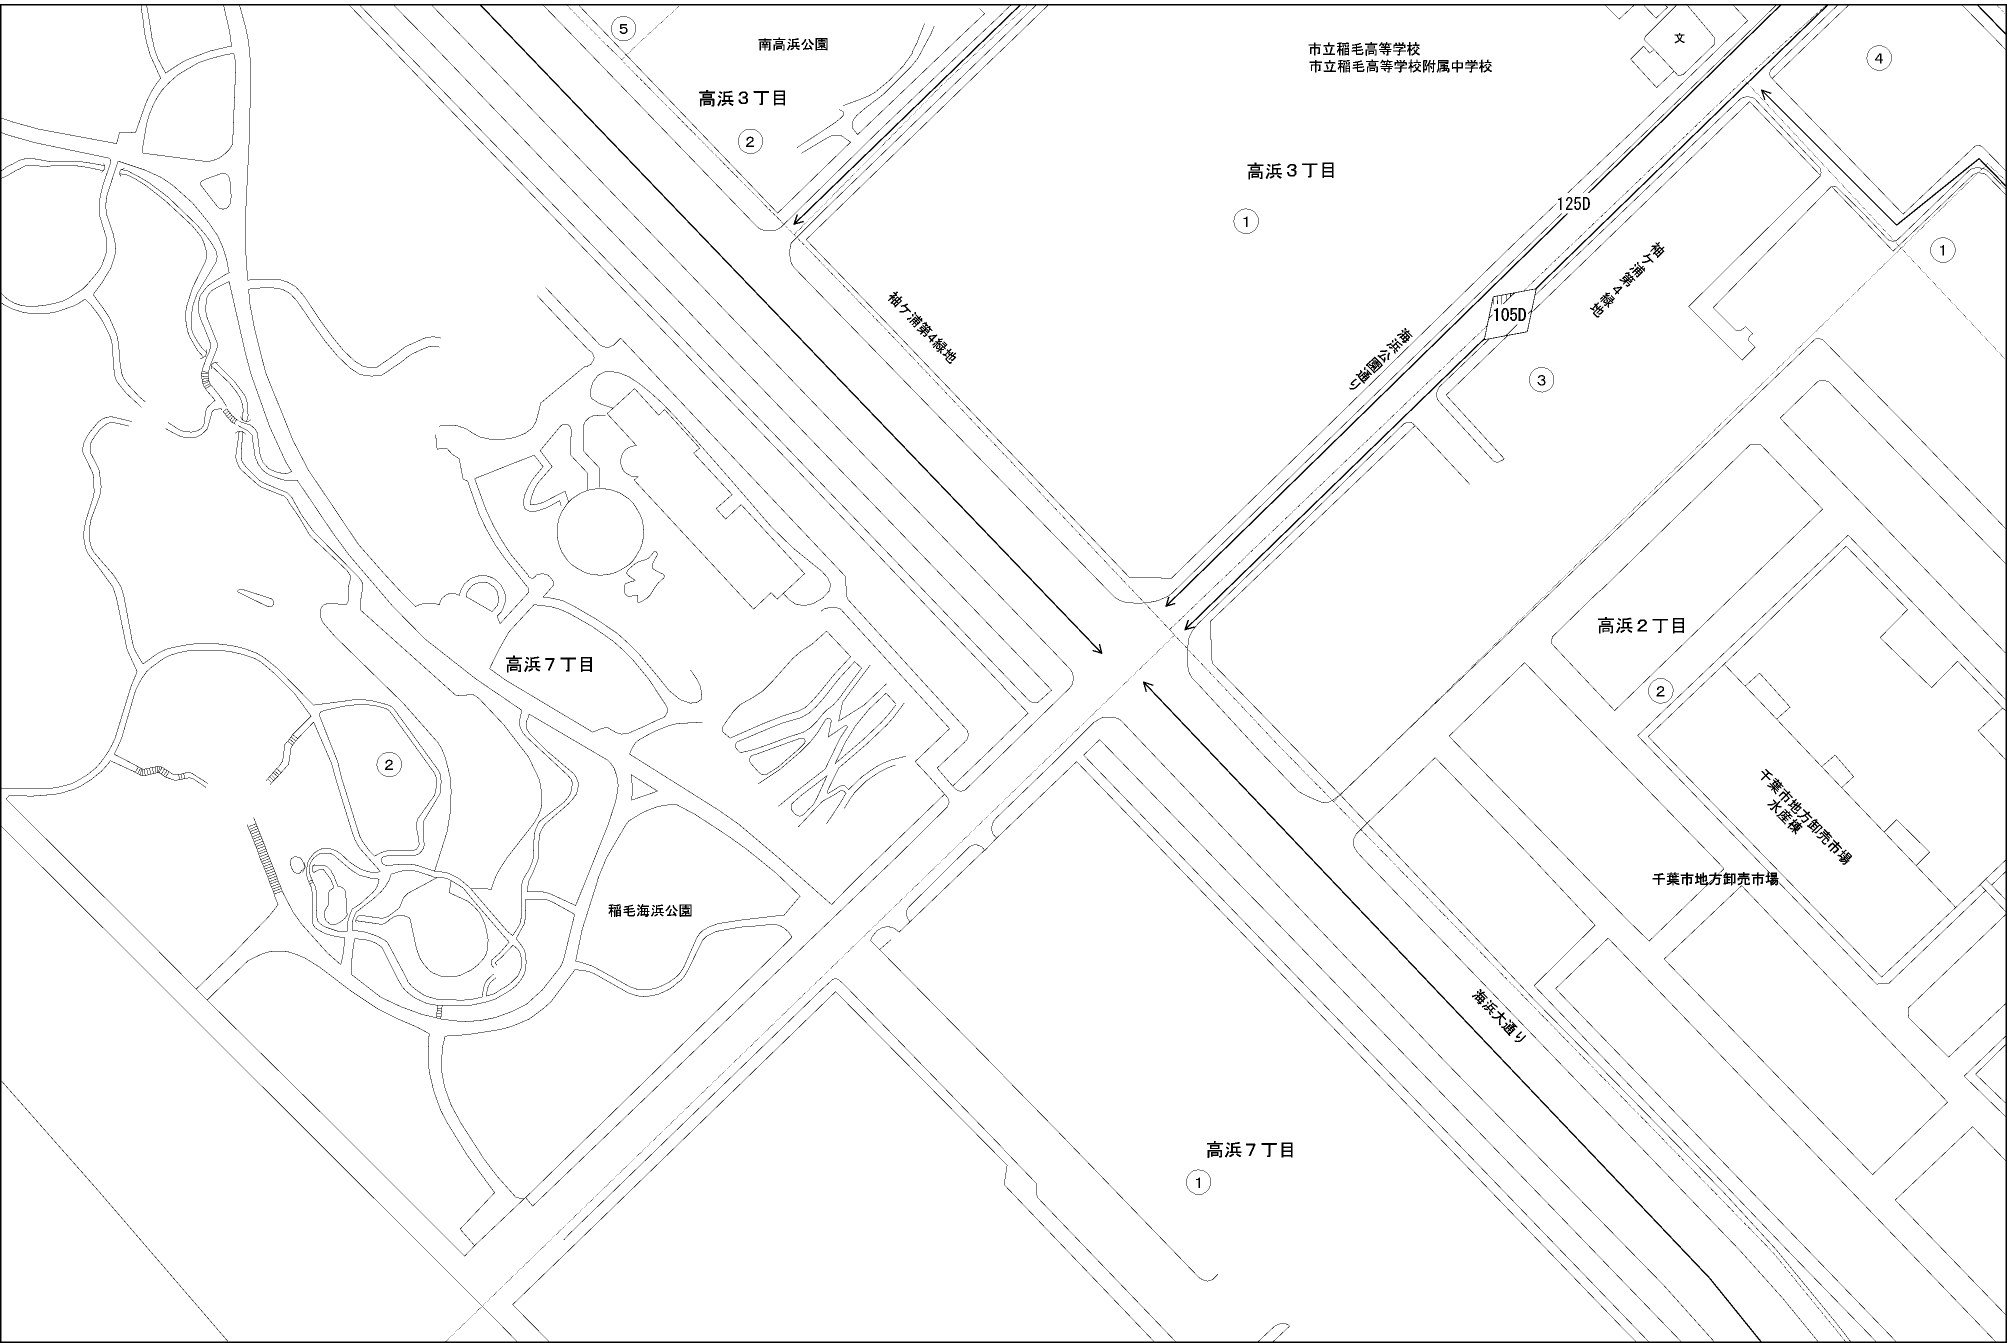 5
南高浜公園
市立稲毛高等学校
市立稲毛高等学校附属中学校
文
4
高浜3丁目
2
高浜3丁目
1
125D
袖ケ浦第4緑地
1
袖ケ浦第4緑地
105D
海浜公園通り
3
高浜2丁目
2
高浜7丁目
2
千葉市地方卸売市場
水産棟
千葉市地方卸売市場
稲毛海浜公園
海浜大通り
高浜7丁目
1